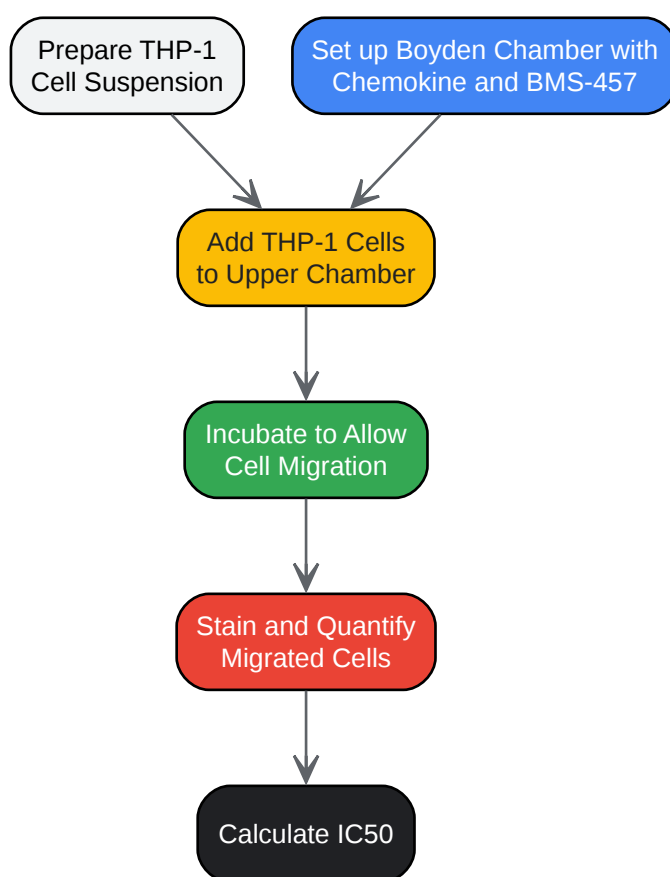 Prepare THP-1
Cell Suspension
Set up Boyden Chamber with
Chemokine and BMS-457
Add THP-1 Cells
to Upper Chamber
Incubate to Allow
Cell Migration
Stain and Quantify
Migrated Cells
Calculate IC50